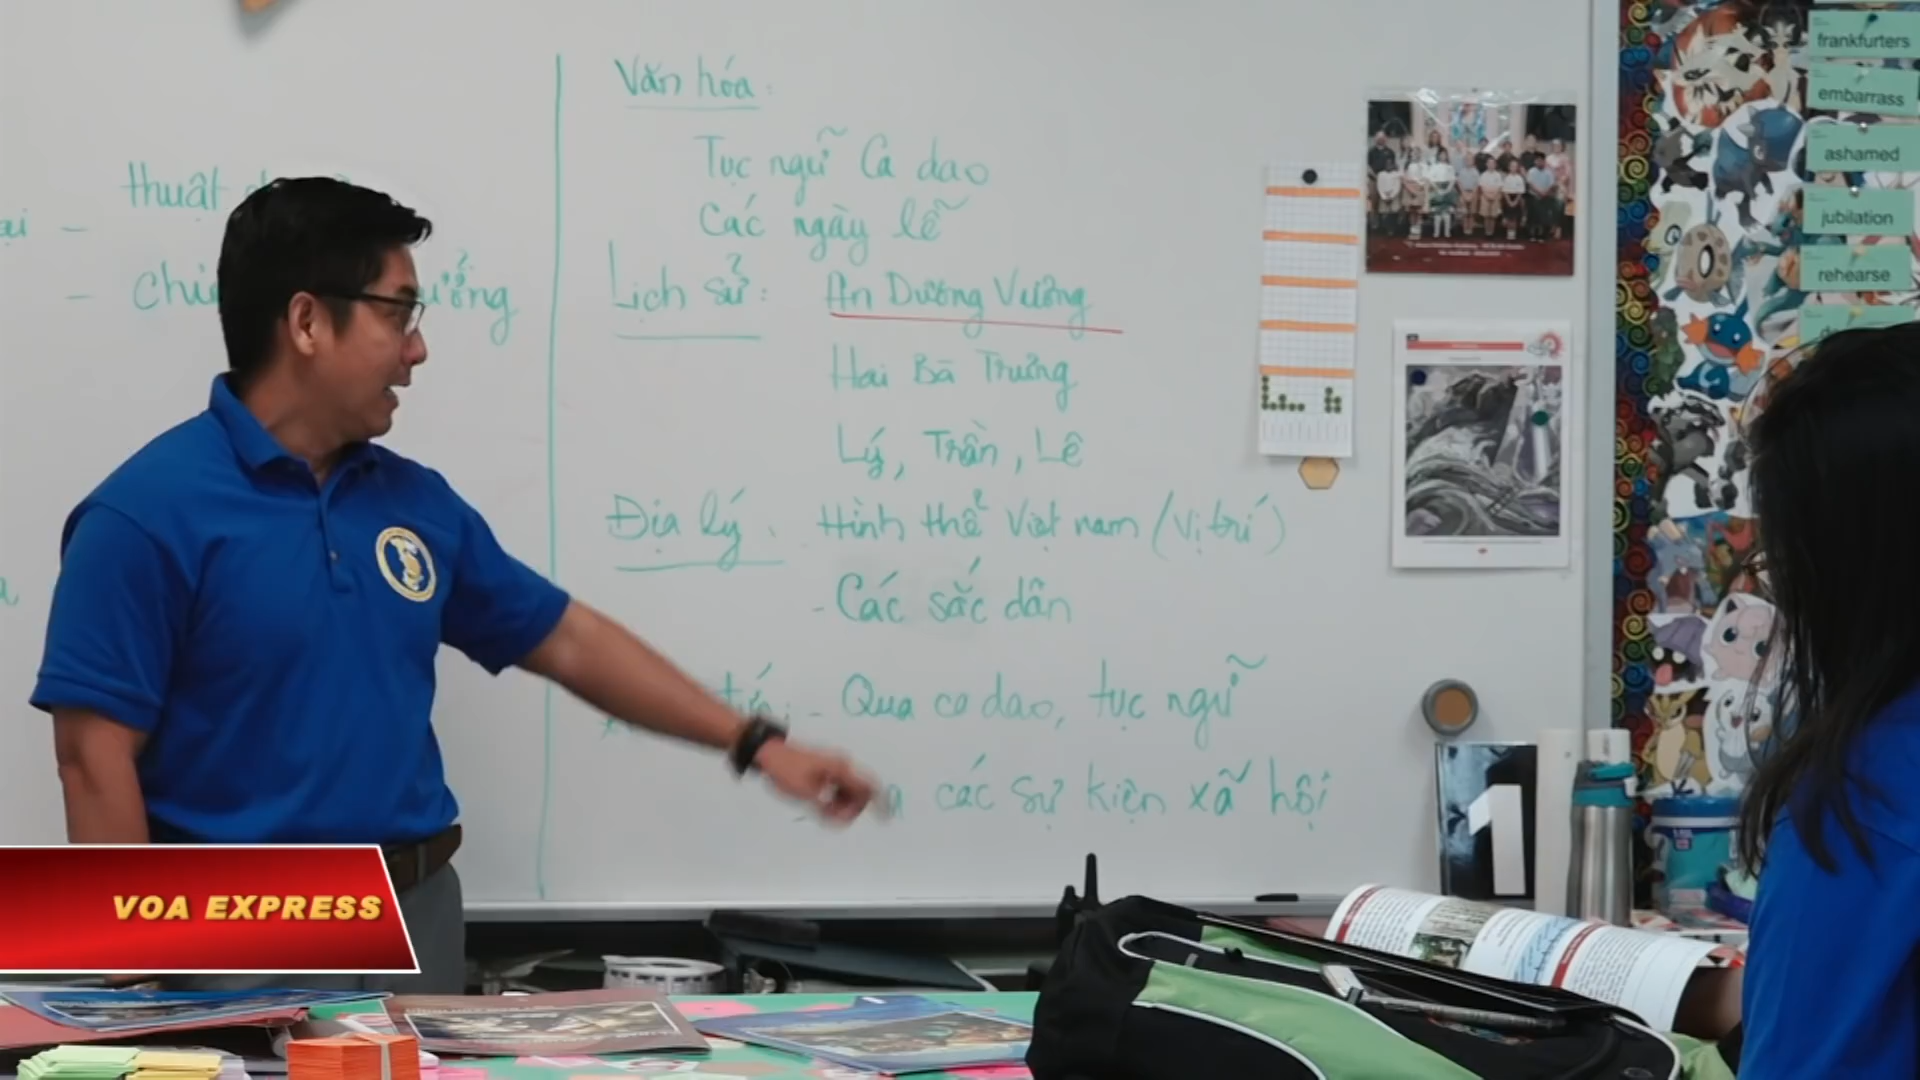 Văn hóa:
Tục ngữ Ca dao
Các ngày lễ
Lịch sử: An Dương Vương
Hai Bà Trưng
Lý, Trần, Lê
Địa lý: Hình thể Việt nam (vị trí)
- Các sắc dân
- Qua ca dao, tục ngữ
các sự kiện xã hội
thuật
-
-
frankfurters
embarrass
ashamed
jubilation
rehearse
VOA EXPRESS